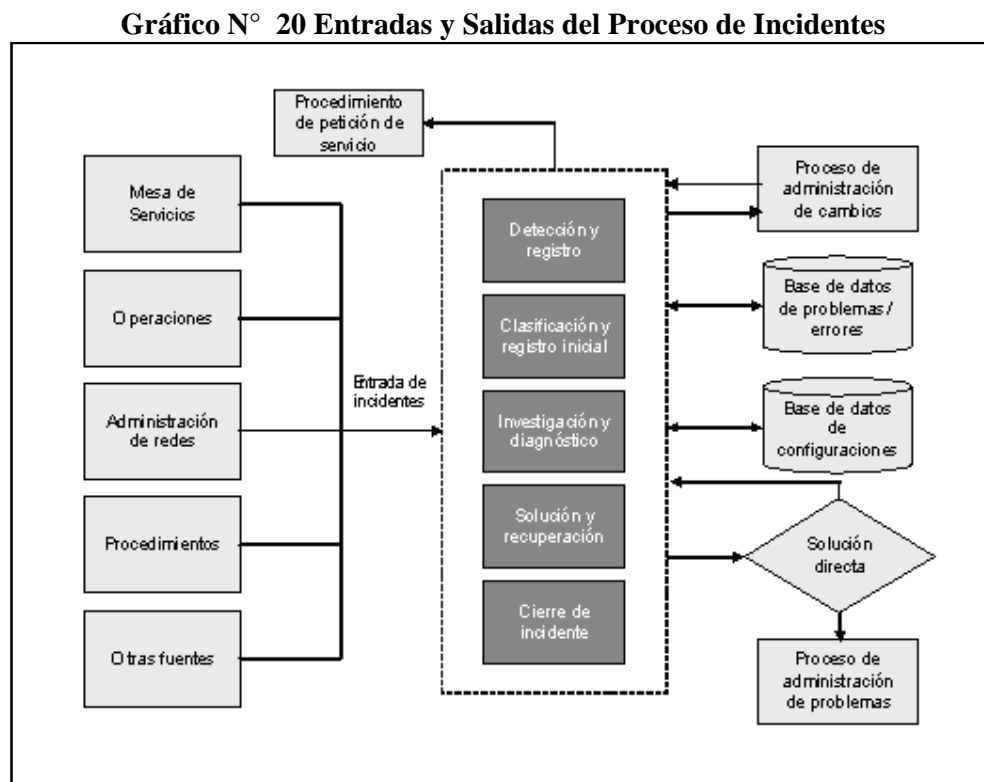 Gráfico N° 20 Entradas y Salidas del Proceso de Incidentes
Procedimiento
de petición de
servicio
Mesa de
Servicios
Operaciones
Administración
de redes
Procedimientos
Otras fuentes
Entrada de
incidentes
Detección y
registro
Clasificación y
registro inicial
Investigación y
diagnóstico
Solución y
recuperación
Cierre de
incidente
Proceso de
administración
de cambios
Base de datos
de problemas/
errores
Base de datos
de
configuraciones
Solución
directa
Proceso de
administración
de problemas